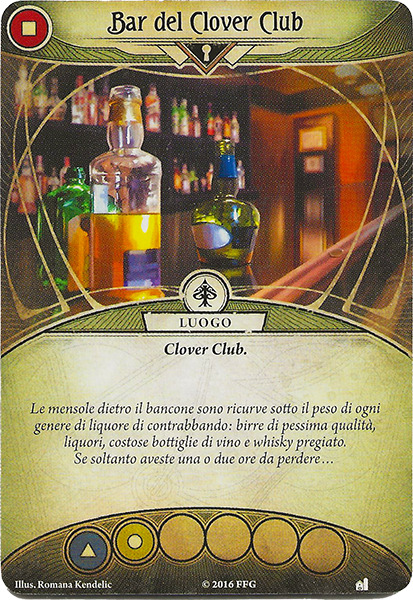 Bar del Clover Club
LUOGO
Clover Club.
Le mensole dietro il bancone sono ricurve sotto il peso di ogni
genere di liquore di contrabbando: birre di pessima qualità,
liquori, costose bottiglie di vino e whisky pregiato.
Se soltanto aveste una o due ore da perdere…
Illus. Romana Kendelic
© 2016 FFG